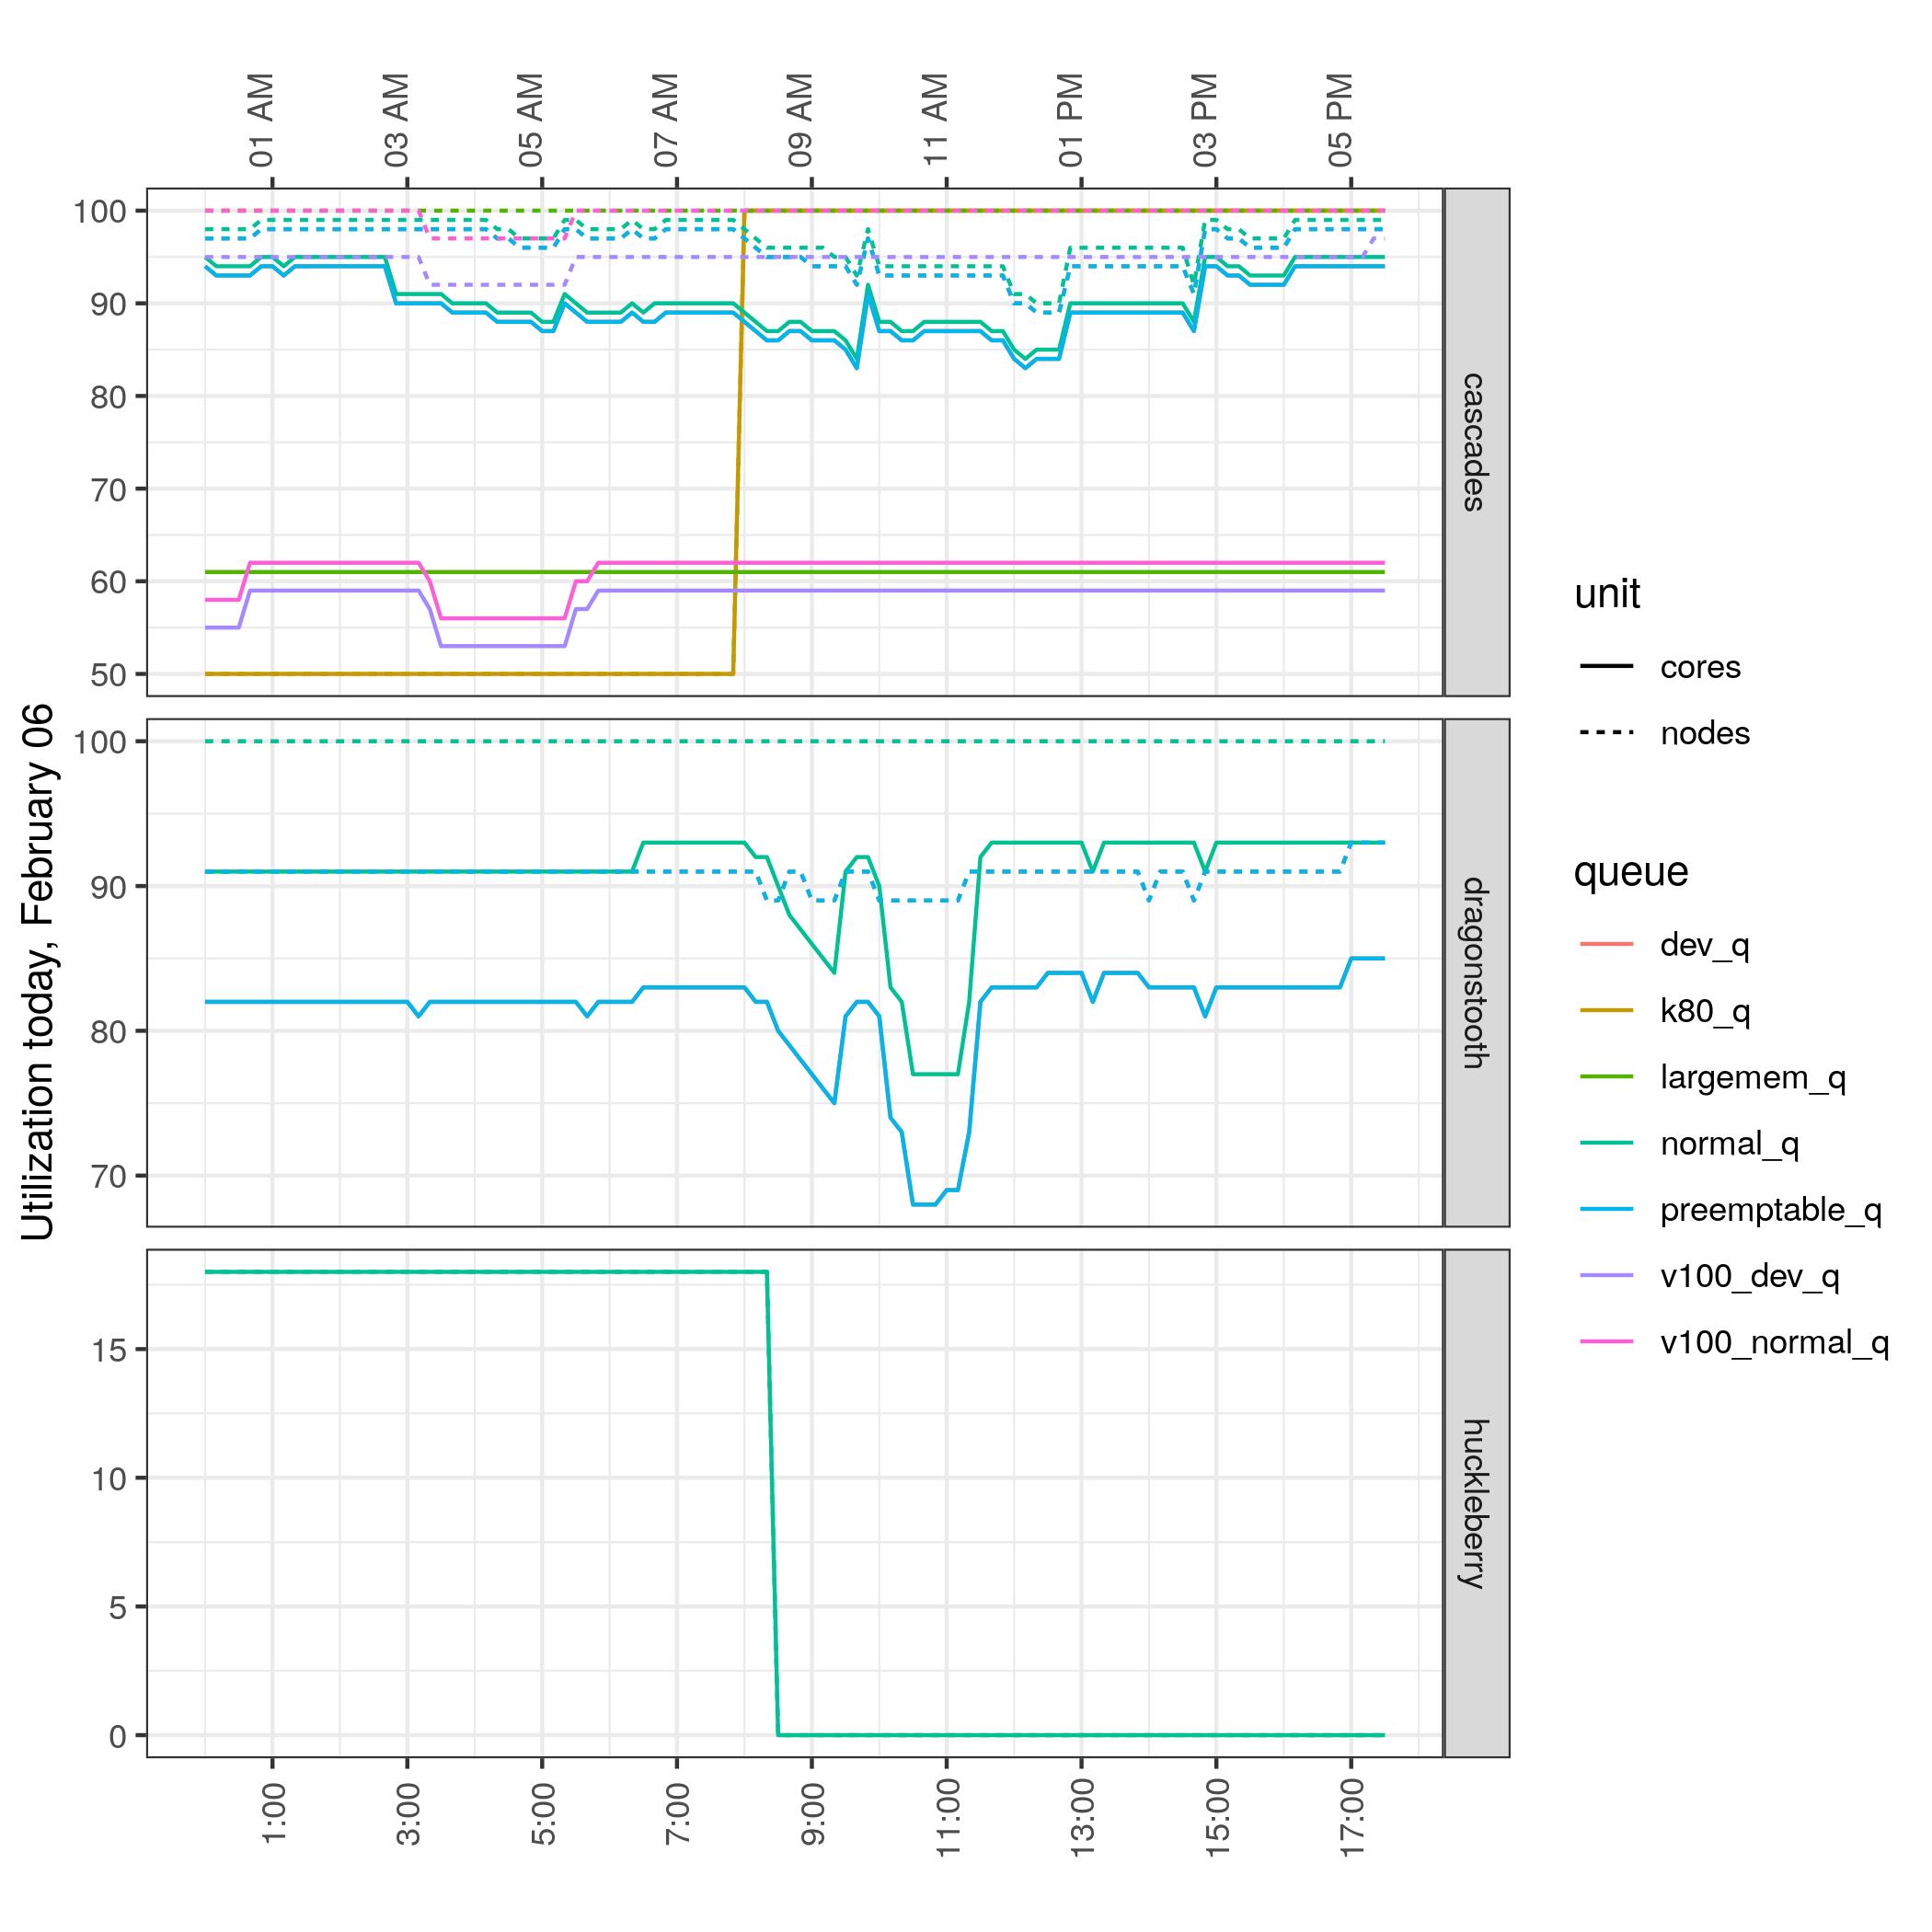 01 AM
03 AM
05 AM
07 AM
09 AM
11 AM
01 PM
03 PM
05 PM
Utilization today, February 06
100
90
80
70
60
50
cascades
100
90
80
70
dragonstooth
15
10
5
0
huckleberry
1:00
3:00
5:00
7:00
9:00
11:00
13:00
15:00
17:00
unit
cores
nodes
queue
dev_q
k80_q
largemem_q
normal_q
preemptable_q
v100_dev_q
v100_normal_q